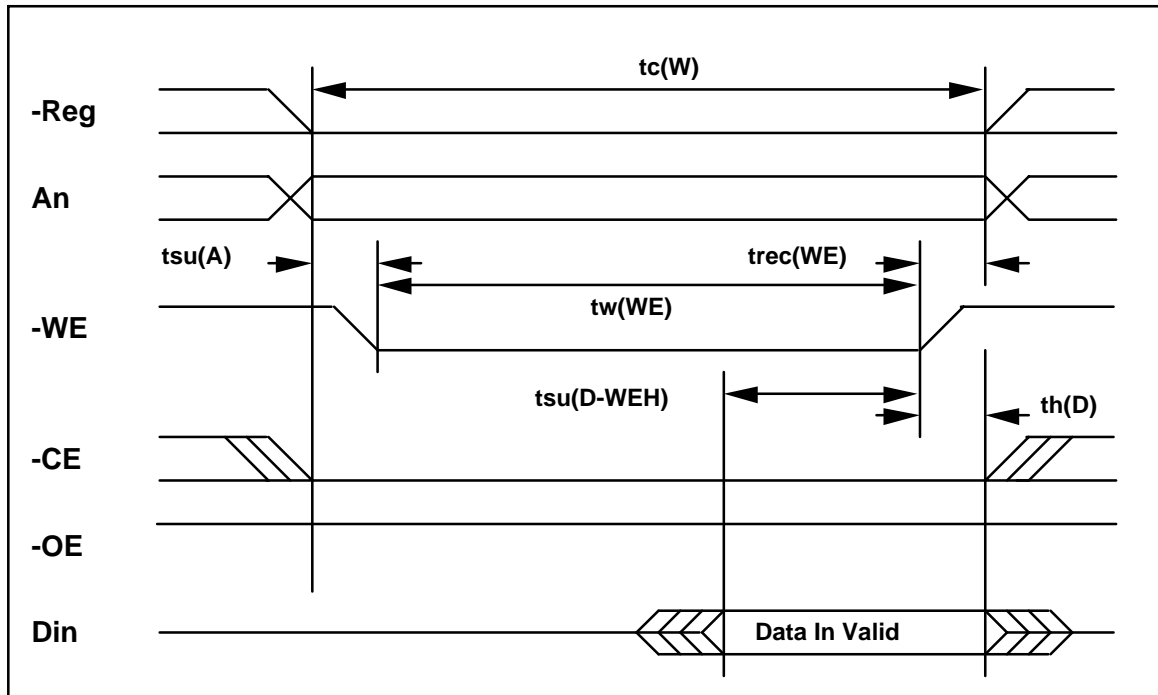 tc(W)
-Reg
An
tsu(A)
trec(WE)
tw(WE)
-WE
tsu(D-WEH)
th(D)
-CE
-OE
Din
Data In Valid